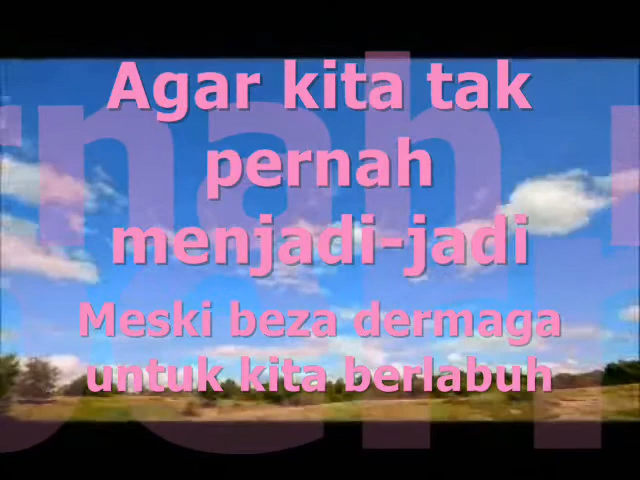 Agar kita tak
pernah
menjadi-jadi
Meski beza dermaga
untuk kita berlabuh